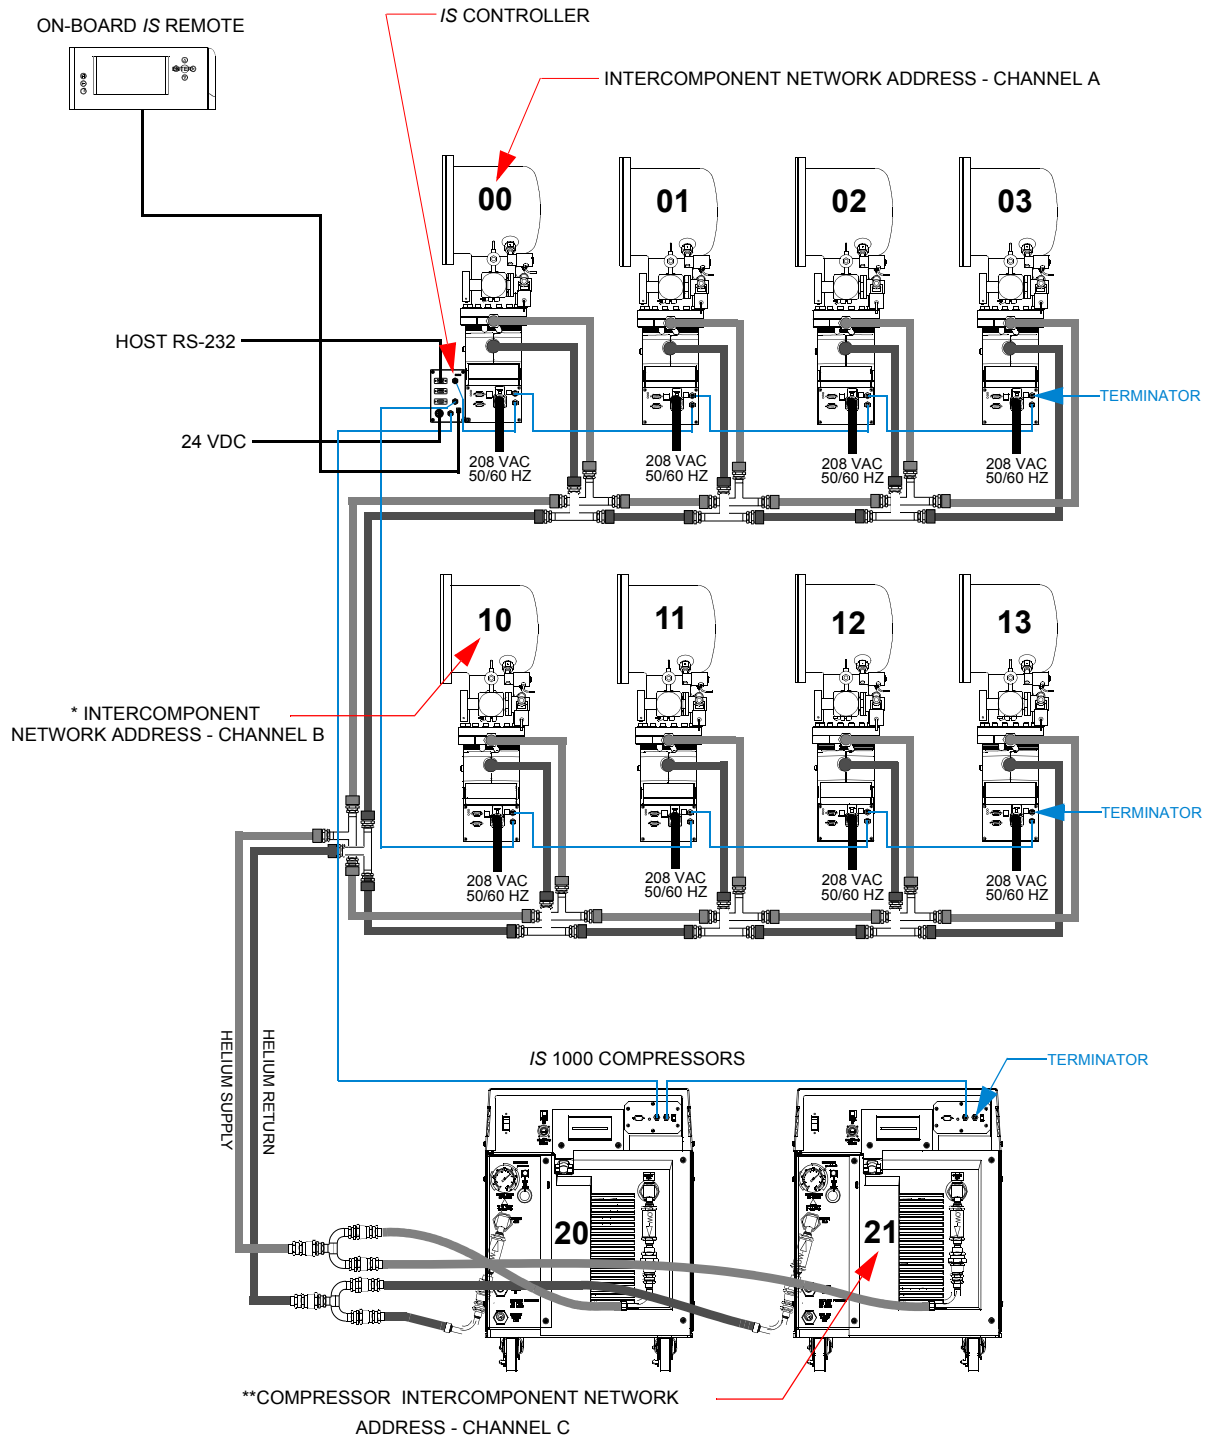 IS CONTROLLER
ON-BOARD IS REMOTE
INTERCOMPONENT NETWORK ADDRESS - CHANNEL A
00
01
02
03
HOST RS-232
TERMINATOR
24 VDC
208 VAC
50/60 HZ
208 VAC
50/60 HZ
208 VAC
50/60 HZ
208 VAC
50/60 HZ
10
11
12
13
* INTERCOMPONENT
NETWORK ADDRESS - CHANNEL B
TERMINATOR
208 VAC
50/60 HZ
208 VAC
50/60 HZ
208 VAC
50/60 HZ
208 VAC
50/60 HZ
HELIUM SUPPLY
HELIUM RETURN
IS 1000 COMPRESSORS
TERMINATOR
20
21
**COMPRESSOR INTERCOMPONENT NETWORK
ADDRESS - CHANNEL C